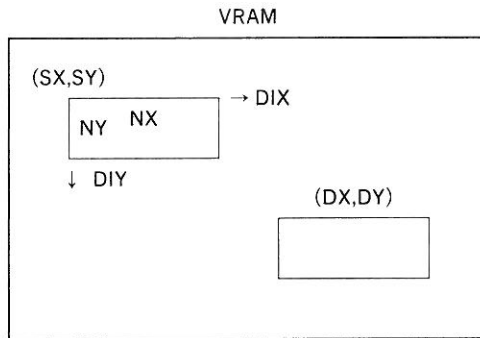 VRAM
(SX,SY)
→ DIX
NY NX
↓ DIY
(DX,DY)